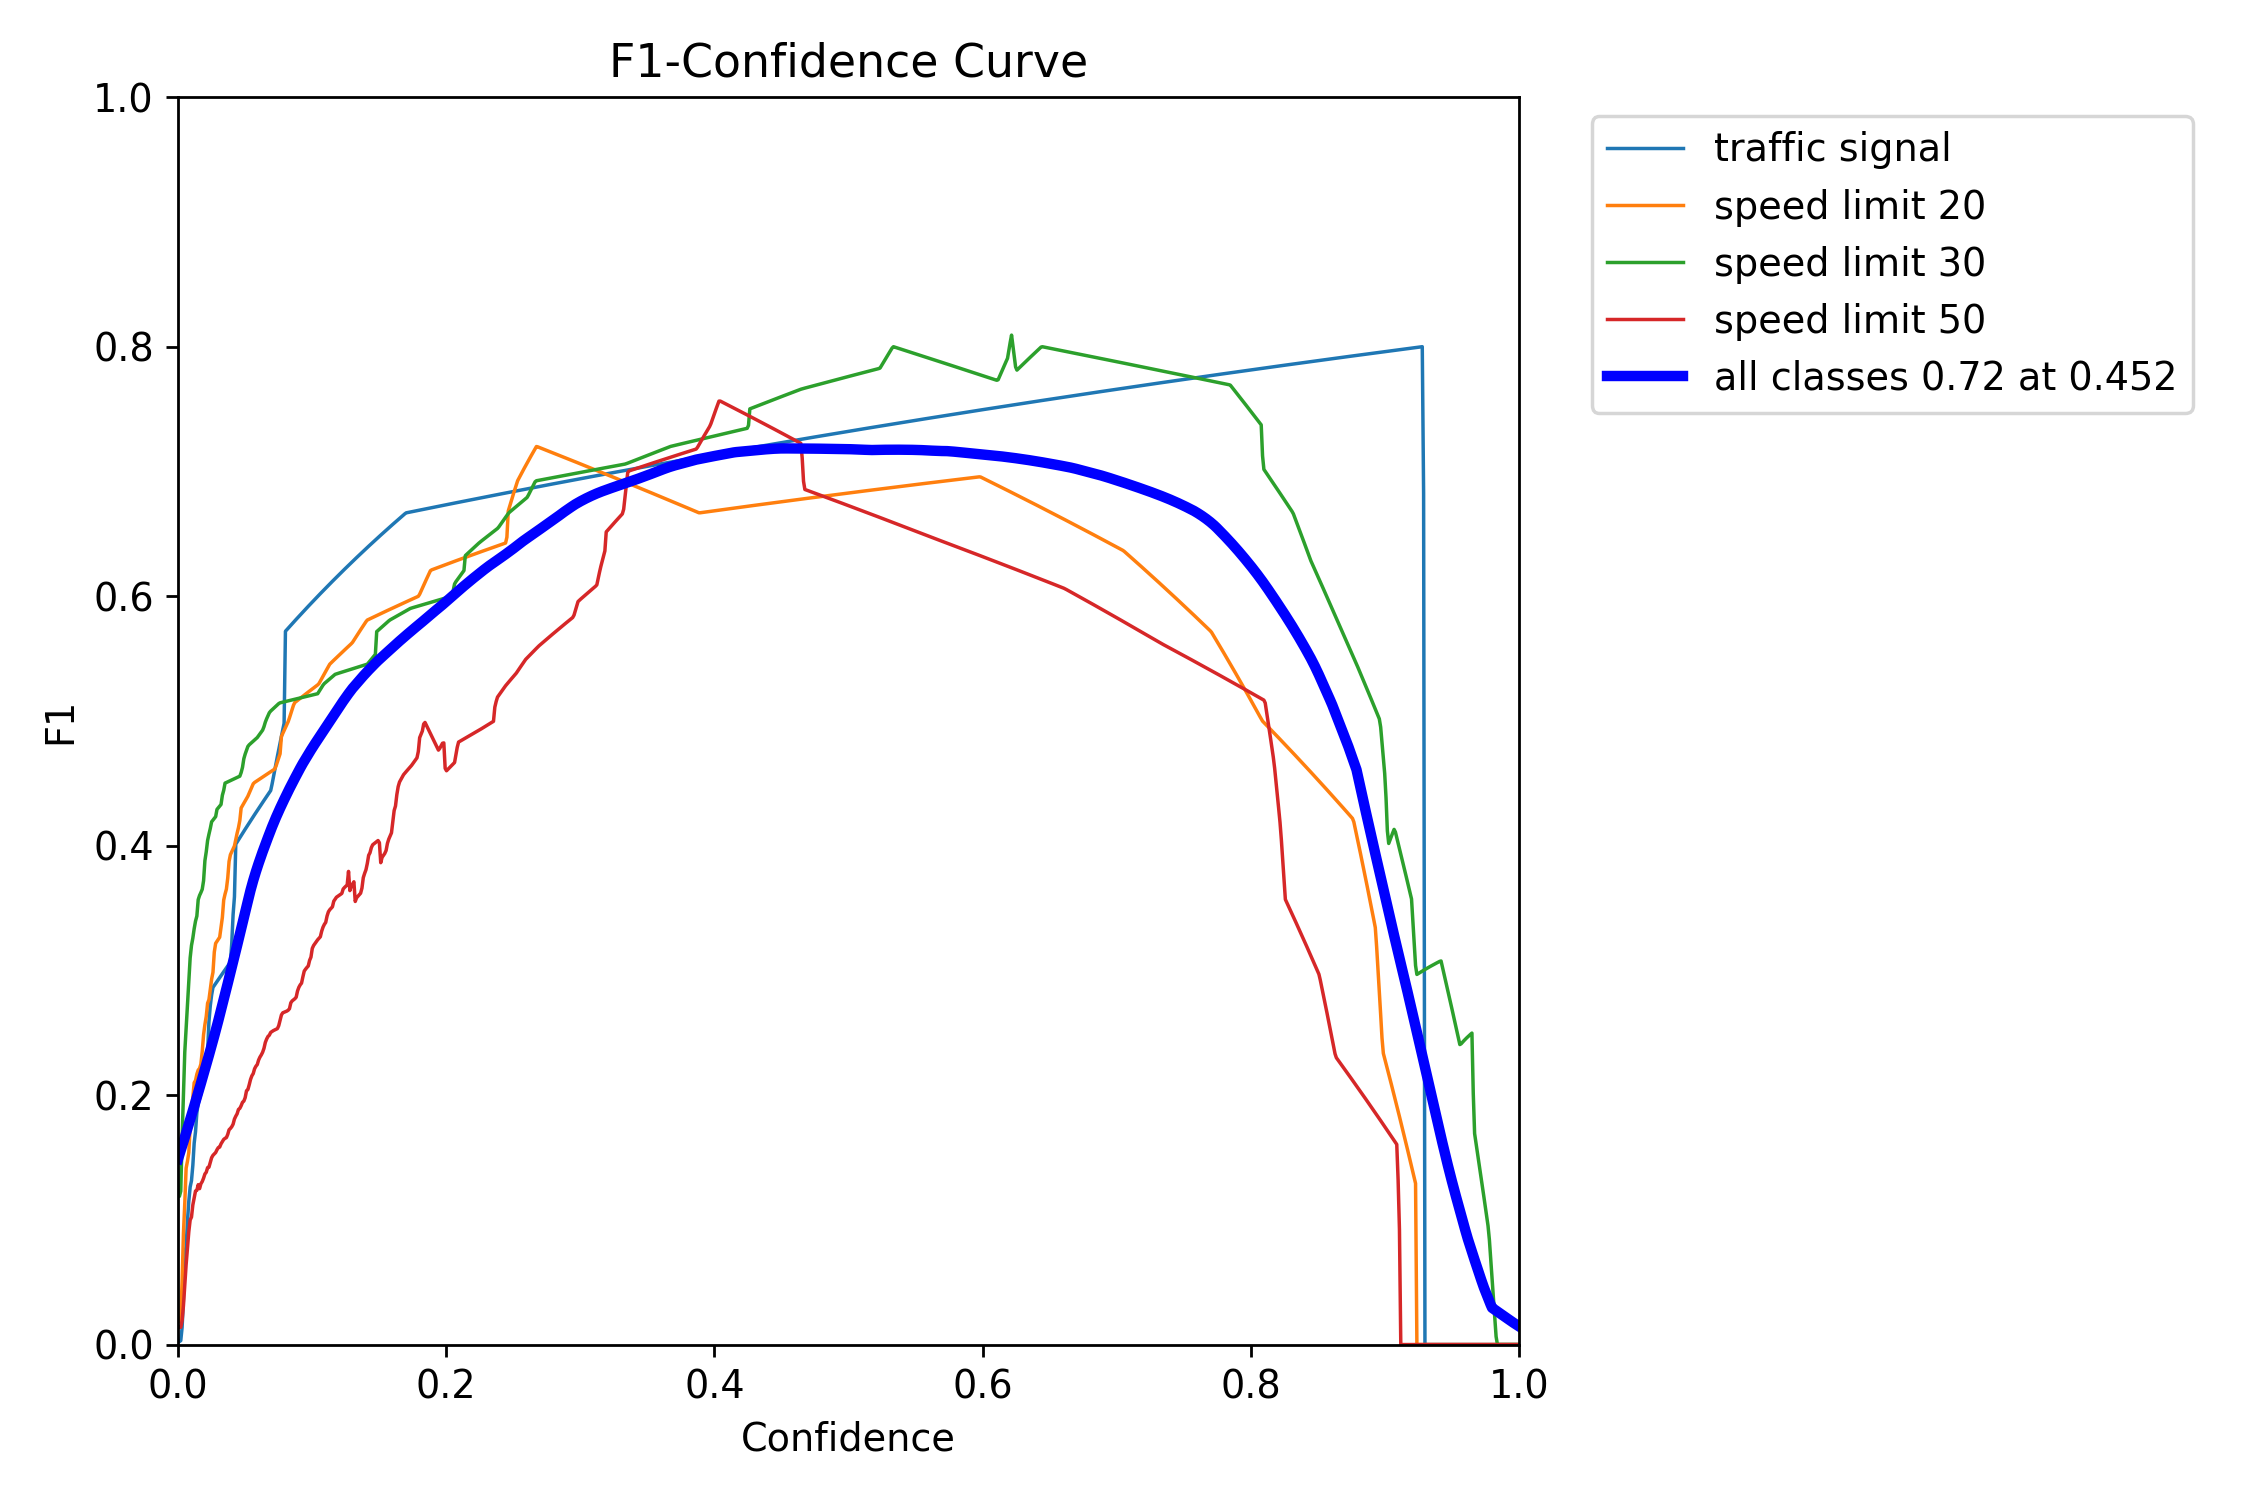 F1-Confidence Curve
1.0
0.8
0.6
0.4
0.2
0.0
F1
0.0 0.2 0.4 0.6 0.8 1.0
Confidence
traffic signal
speed limit 20
speed limit 30
speed limit 50
all classes 0.72 at 0.452